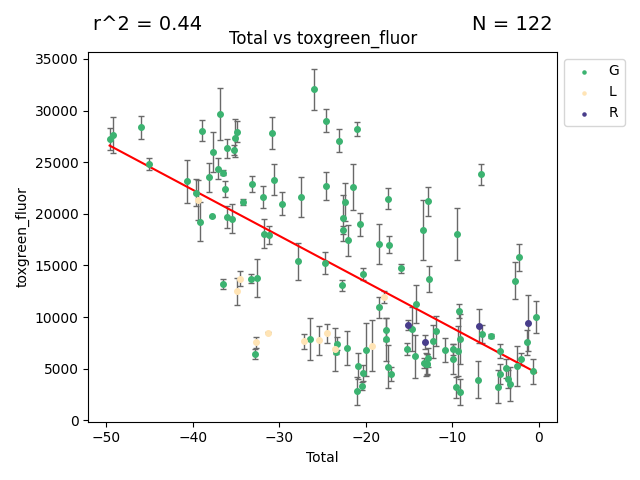 r^2 = 0.44 N = 122
Total vs toxgreen_fluor
35000
30000
25000
20000
15000
10000
5000
0
toxgreen_fluor
−50 −40 −30 −20 −10 0
Total
G
L
R